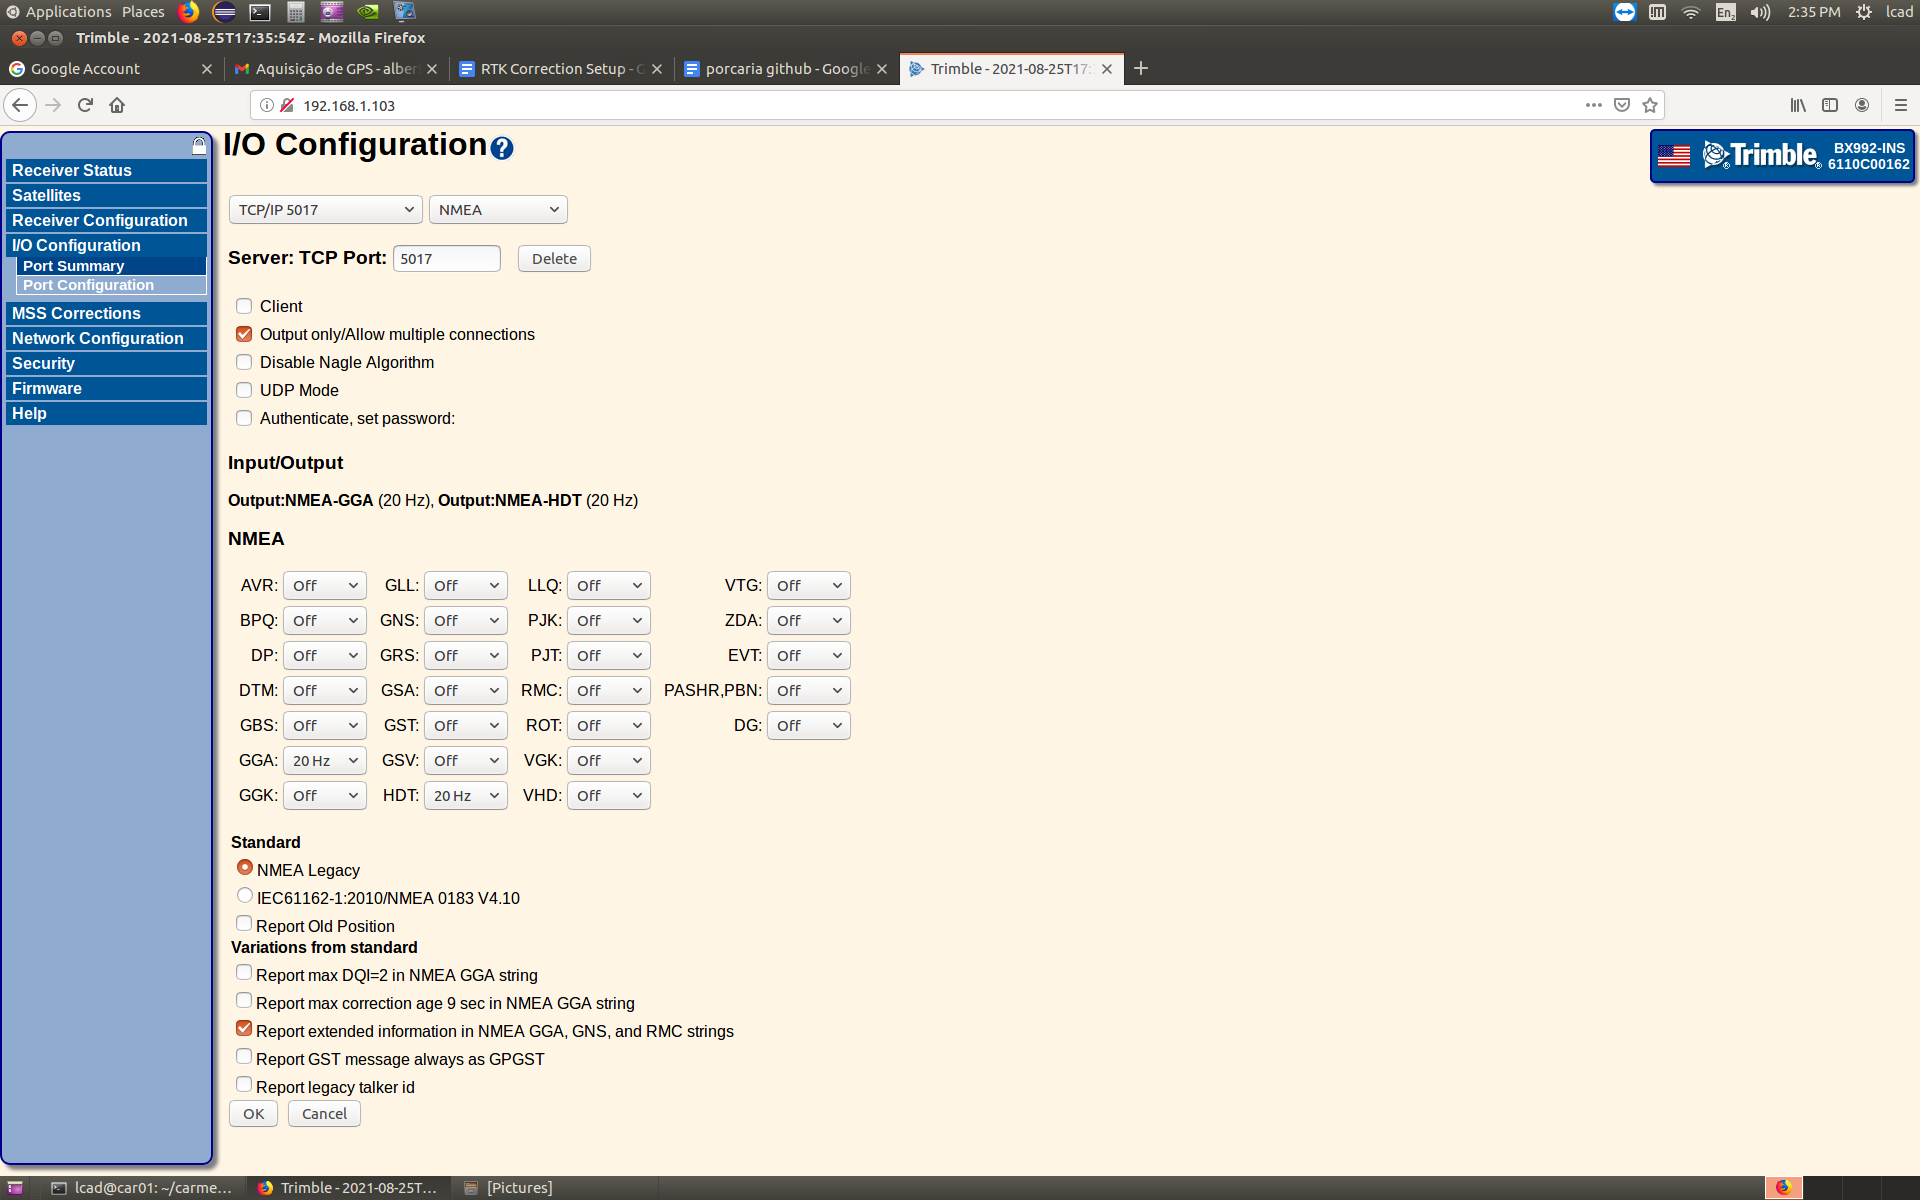 Applications Places En2 2:35 PM lcad
Trimble - 2021-08-25T17:35:54Z - Mozilla Firefox
Google Account Aquisição de GPS - alber RTK Correction Setup - G porcaria github - Google Trimble - 2021-08-25T17:
192.168.1.103
I/O Configuration ?
Trimble BX992-INS
6110C00162
Receiver Status
Satellites
Receiver Configuration
I/O Configuration
Port Summary
Port Configuration
MSS Corrections
Network Configuration
Security
Firmware
Help
TCP/IP 5017 NMEA
Server: TCP Port: 5017 Delete
Client
Output only/Allow multiple connections
Disable Nagle Algorithm
UDP Mode
Authenticate, set password:
Input/Output
Output:NMEA-GGA (20 Hz), Output:NMEA-HDT (20 Hz)
NMEA
AVR: Off GLL: Off LLQ: Off VTG: Off
BPQ: Off GNS: Off PJK: Off ZDA: Off
DP: Off GRS: Off PJT: Off EVT: Off
DTM: Off GSA: Off RMC: Off PASHR,PBN: Off
GBS: Off GST: Off ROT: Off DG: Off
GGA: 20 Hz GSV: Off VGK: Off
GGK: Off HDT: 20 Hz VHD: Off
Standard
NMEA Legacy
IEC61162-1:2010/NMEA 0183 V4.10
Report Old Position
Variations from standard
Report max DQI=2 in NMEA GGA string
Report max correction age 9 sec in NMEA GGA string
Report extended information in NMEA GGA, GNS, and RMC strings
Report GST message always as GPGST
Report legacy talker id
OK Cancel
lcad@car01: ~/carme... Trimble - 2021-08-25T... [Pictures]